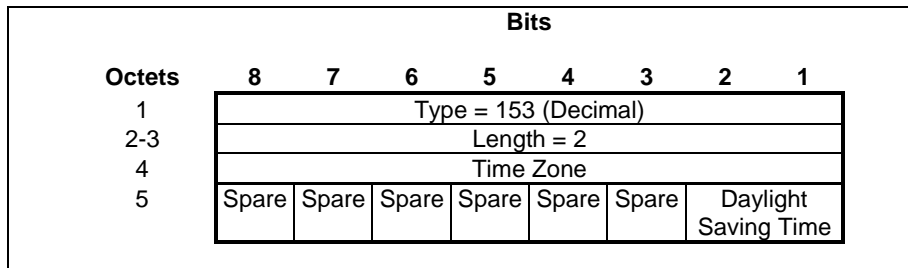 Bits
Octets 8 7 6 5 4 3 2 1
1 Type = 153 (Decimal)
2-3 Length = 2
4 Time Zone
5 Spare Spare Spare Spare Spare Spare Daylight
Saving Time